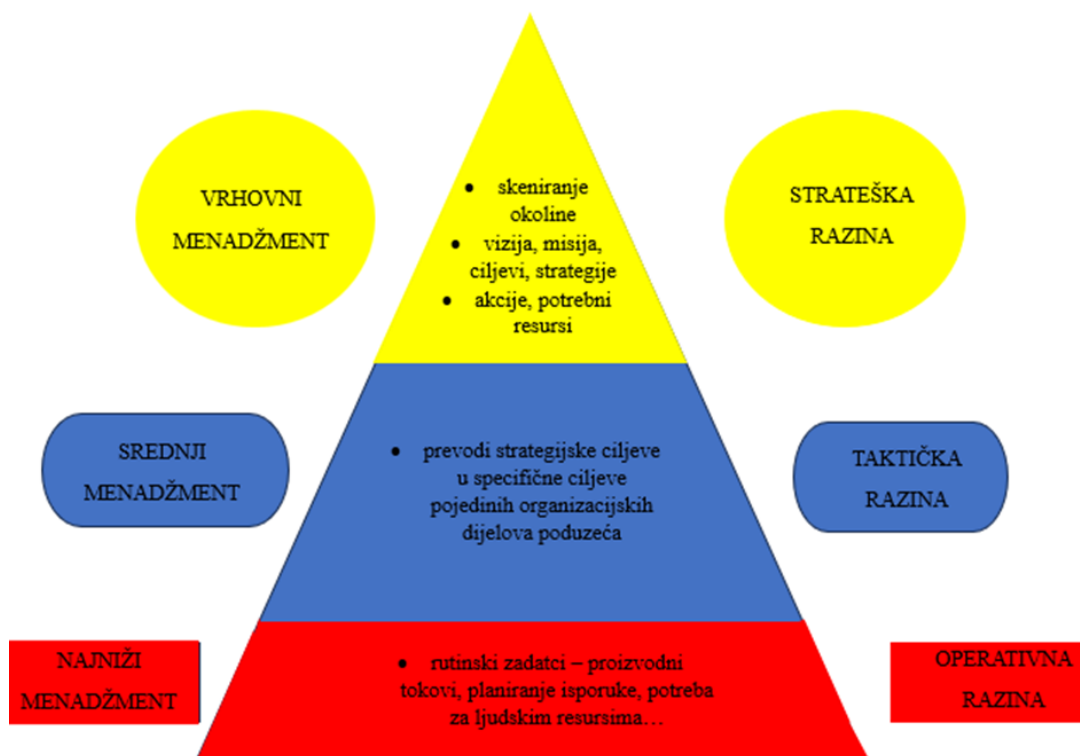 VRHOVNI
MENADŽMENT
• skeniranje
okoline
• vizija, misija,
ciljevi, strategije
• akcije, potrebni
resursi
STRATEŠKA
RAZINA
SREDNJI
MENADŽMENT
• prevodi strategijske ciljeve
u specifične ciljeve
pojedinih organizacijskih
dijelova poduzeća
TAKTIČKA
RAZINA
NAJNIŽI
MENADŽMENT
• rutinski zadatci – proizvodni
tokovi, planiranje isporuke, potreba
za ljudskim resursima…
OPERATIVNA
RAZINA